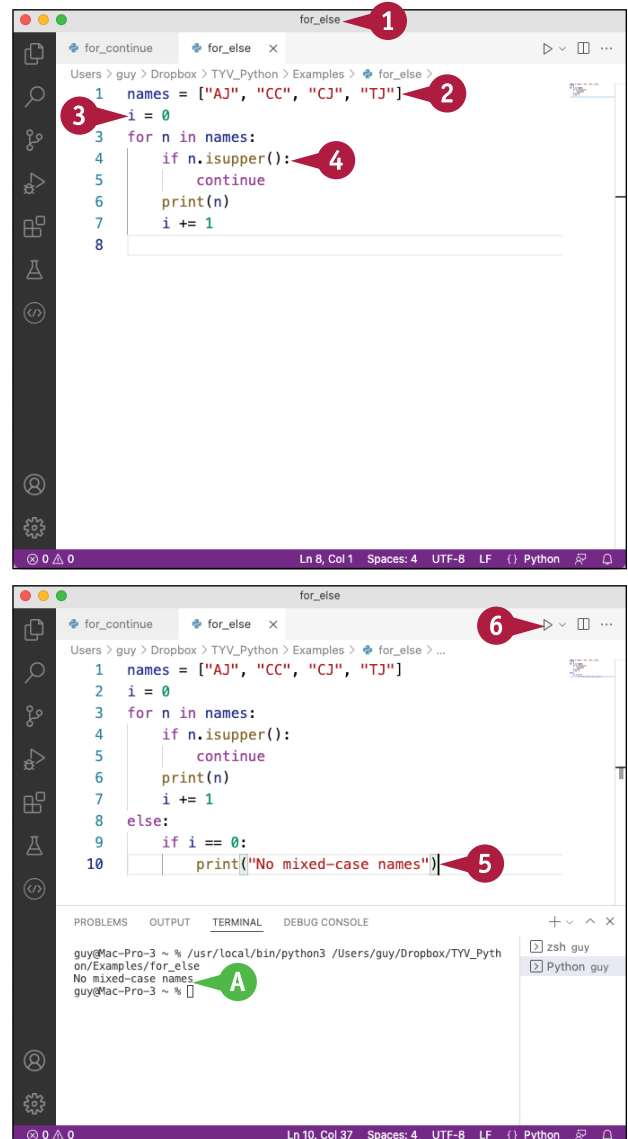 for_else
1
for_continue
for_else
Users > guy > Dropbox > TYV_Python > Examples > for_else >
1 names = ["AJ", "CC", "CJ", "TJ"]
2
3
i = 0
3 for n in names:
4 if n.isupper():
4
5 continue
6 print(n)
7 i += 1
8
0 0
Ln 8, Col 1 Spaces: 4 UTF-8 LF {} Python
for_else
for_continue
for_else
6
Users > guy > Dropbox > TYV_Python > Examples > for_else > ...
1 names = ["AJ", "CC", "CJ", "TJ"]
2 i = 0
3 for n in names:
4 if n.isupper():
5 continue
6 print(n)
7 i += 1
8 else:
9 if i == 0:
10 print("No mixed-case names")
5
PROBLEMS OUTPUT TERMINAL DEBUG CONSOLE
guy@Mac-Pro-3 ~ % /usr/local/bin/python3 /Users/guy/Dropbox/TYV_Pyth
on/Examples/for_else
No mixed-case names
A
guy@Mac-Pro-3 ~ %
zsh guy
Python guy
0 0
Ln 10, Col 37 Spaces: 4 UTF-8 LF {} Python